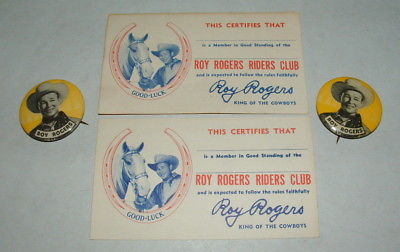 THIS CERTIFIES THAT
is a Member in Good Standing of the
ROY ROGERS RIDERS CLUB
and is expected to follow the rules faithfully
Roy Rogers
KING OF THE COWBOYS
GOOD-LUCK
ROY ROGERS
ROY ROGERS
THIS CERTIFIES THAT
is a Member in Good Standing of the
ROY ROGERS RIDERS CLUB
and is expected to follow the rules faithfully
Roy Rogers
KING OF THE COWBOYS
GOOD-LUCK